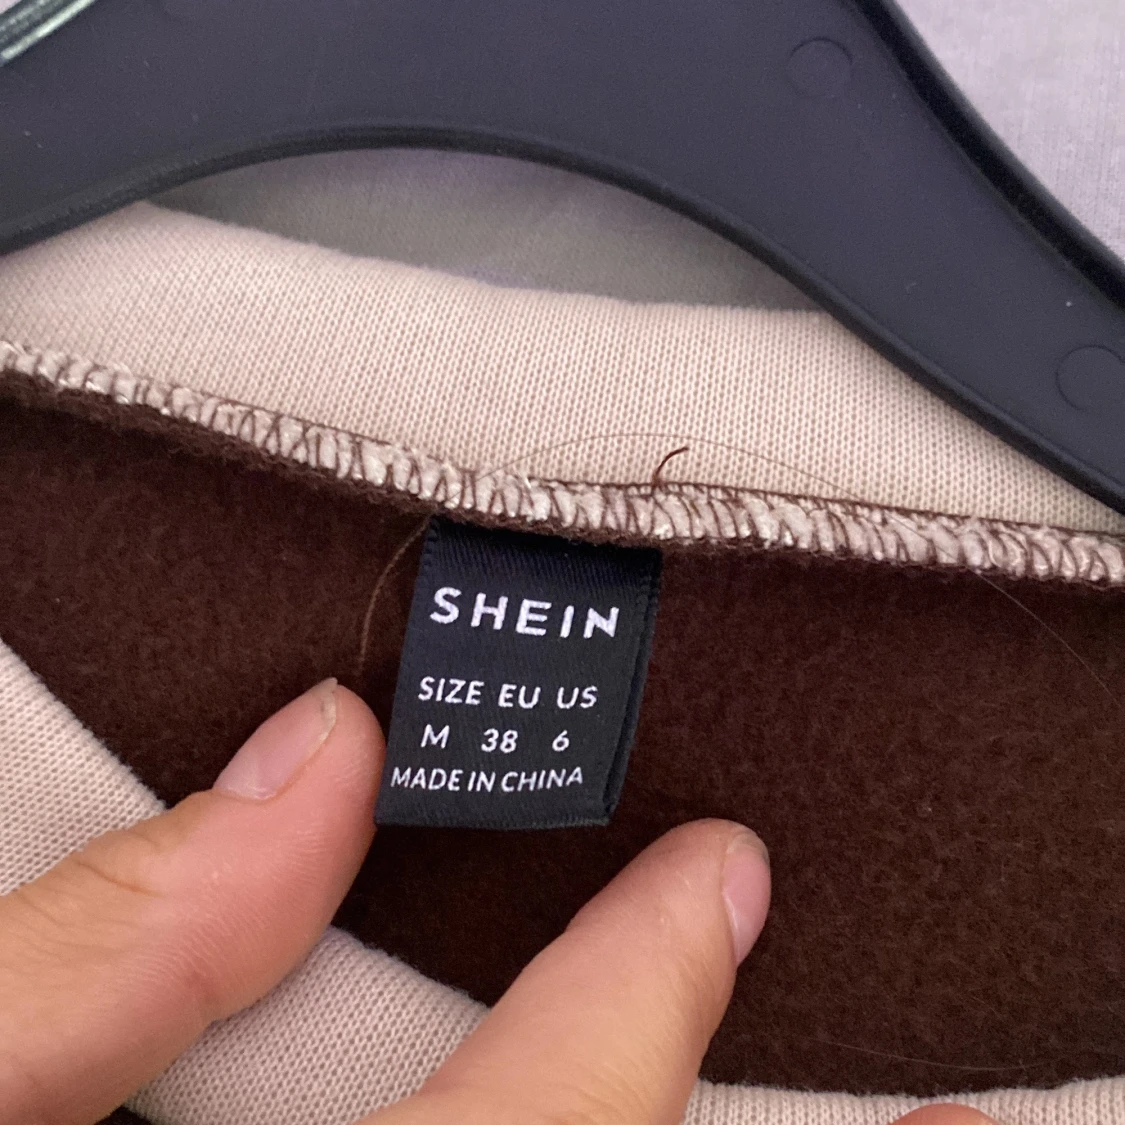 SHEIN
SIZE EU US
M 38 6
MADE IN CHINA